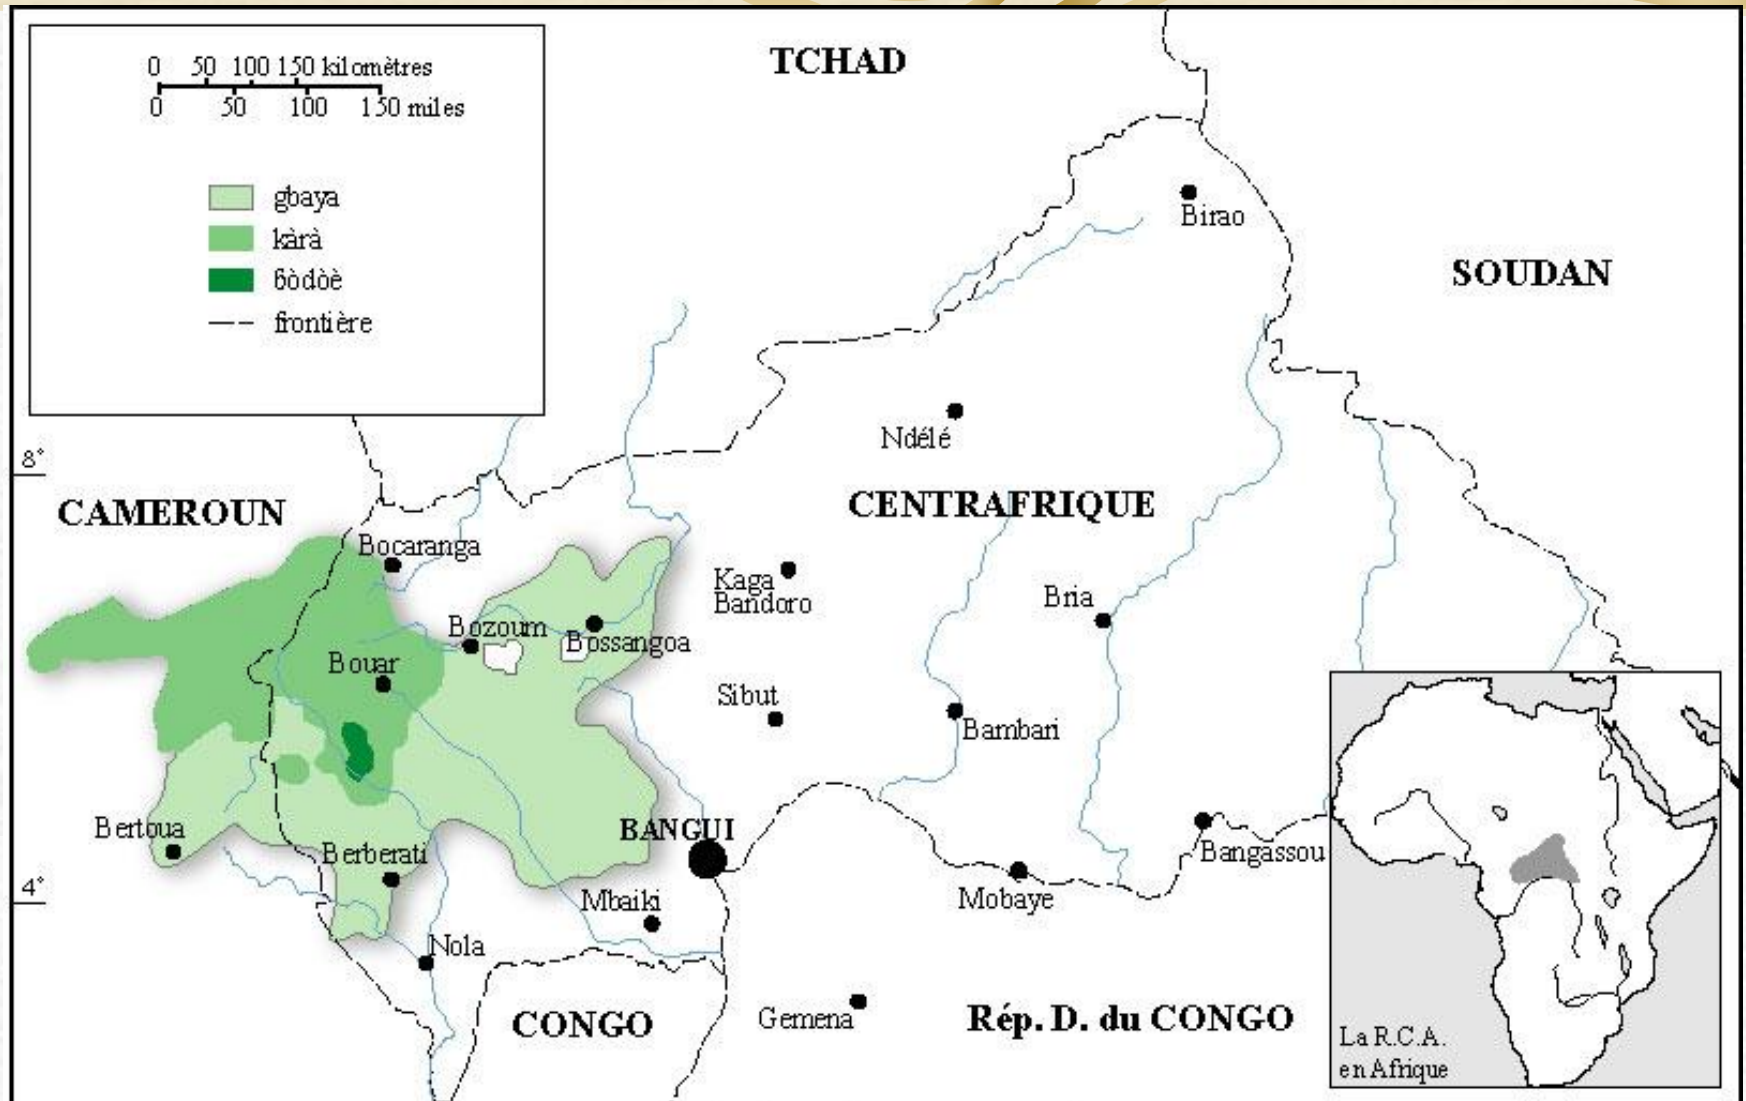 0 50 100 150 kilomètres
0 50 100 150 miles
gbaya
kàrà
ɓòdòè
frontière
TCHAD
Birao
SOUDAN
Ndélé
8°
CAMEROUN
CENTRAFRIQUE
Bocaranga
Kaga
Bandoro
Bria
Bozoum
Bossangoa
Bouar
Sibut
Bambari
Bertoua
BANGUI
Berberati
Bangassou
4°
Mbaiki
Mobaye
Nola
Gemena
CONGO
Rép. D. du CONGO
La R.C.A.
en Afrique